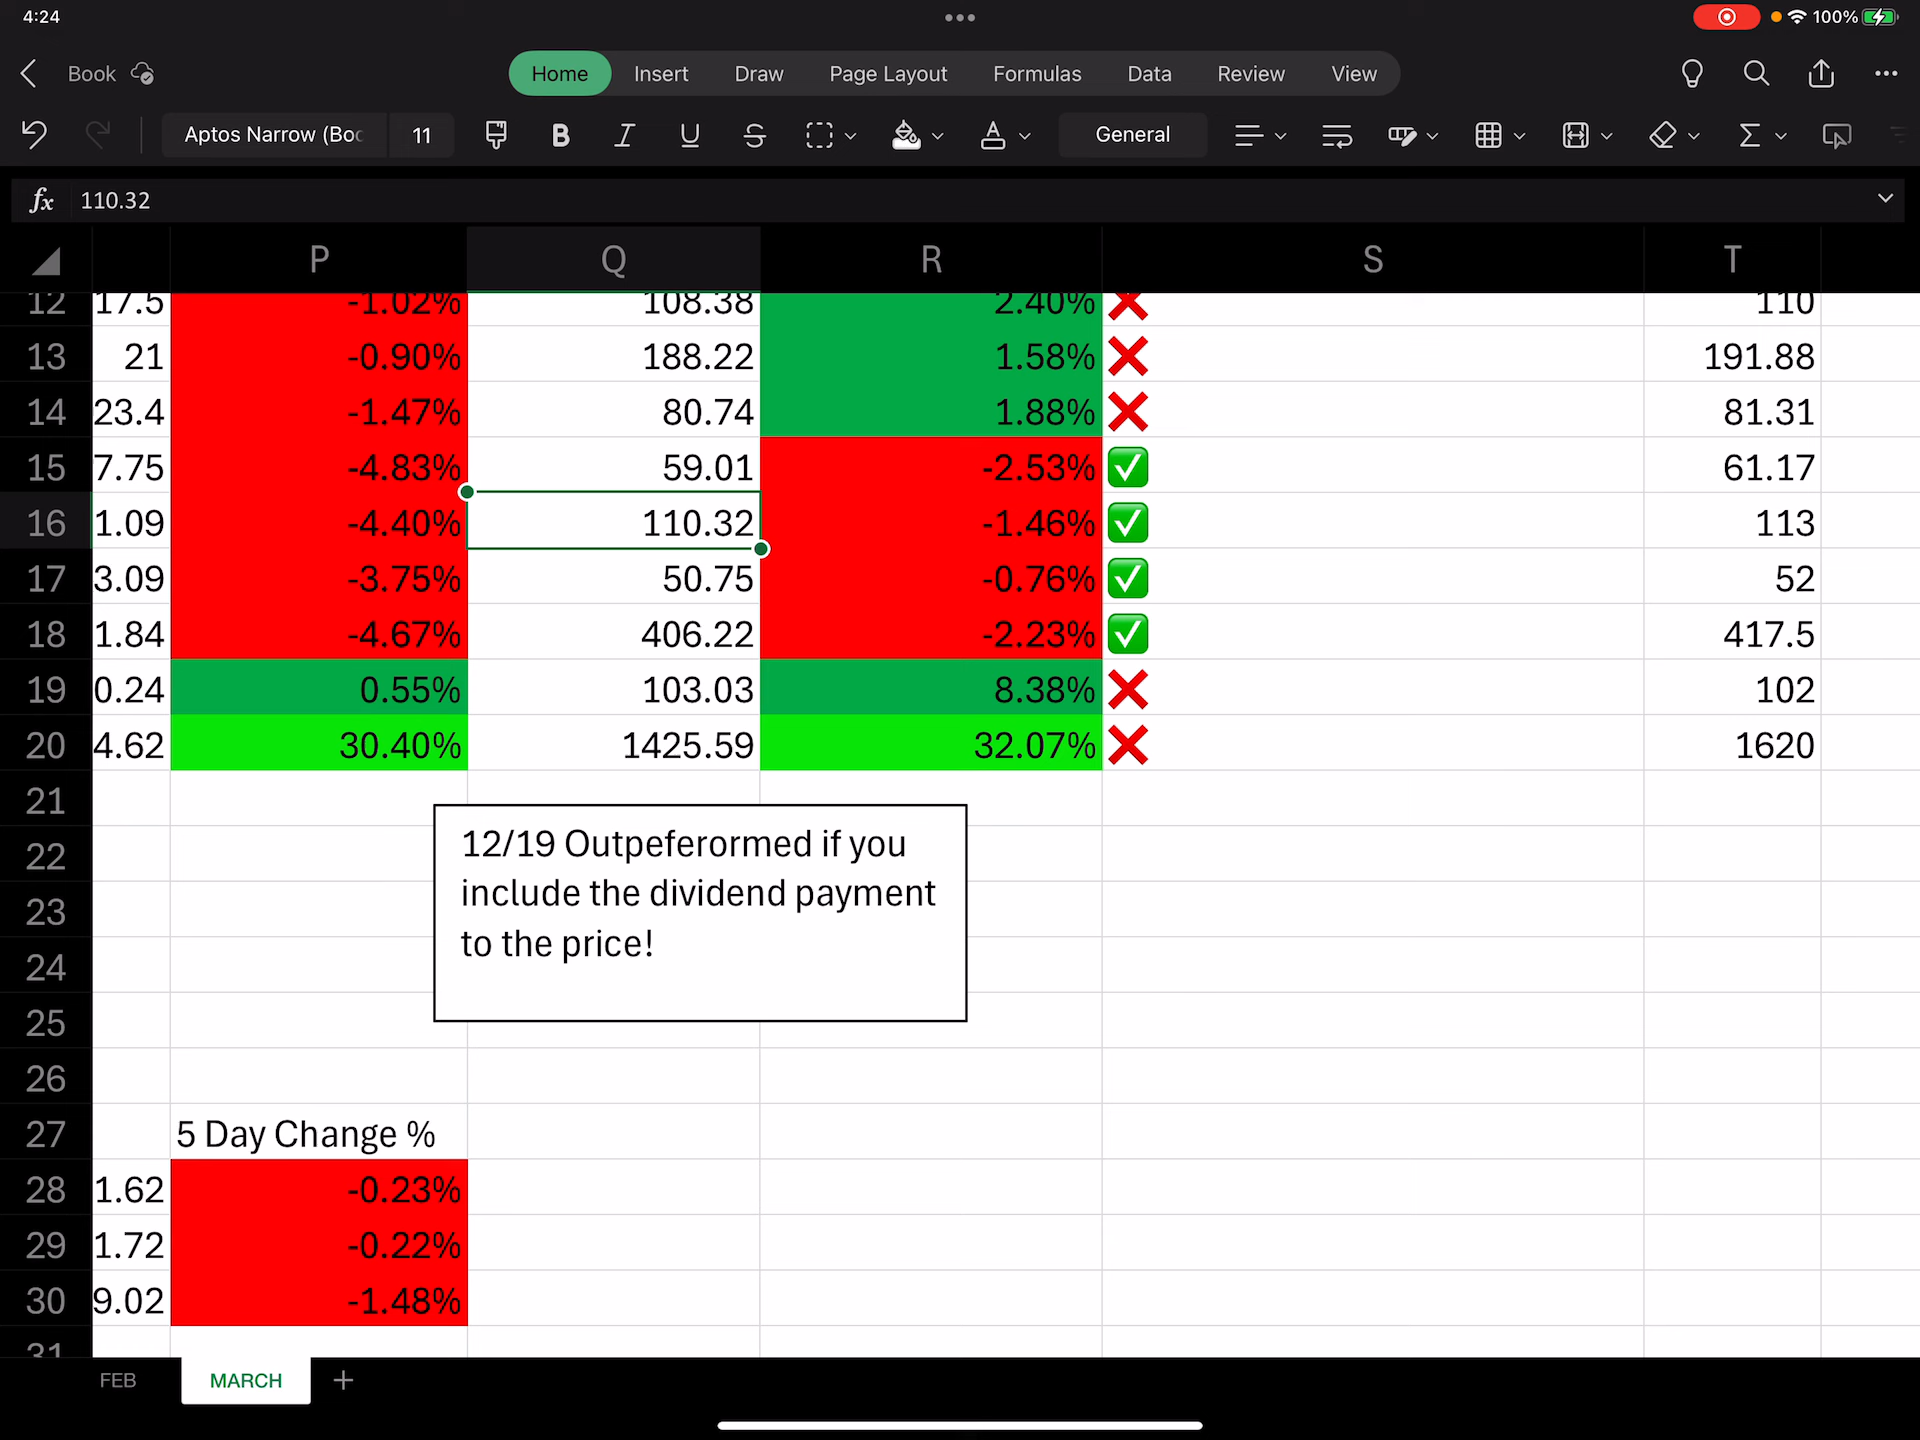 4:24
100%
Book
Home Insert Draw Page Layout Formulas Data Review View
Aptos Narrow (Boc 11 B I U S A General Σ
fx 110.32
P Q R S T
12 17.5 -1.02% 108.38 2.40% ❌ 110
13 21 -0.90% 188.22 1.58% ❌ 191.88
14 23.4 -1.47% 80.74 1.88% ❌ 81.31
15 7.75 -4.83% 59.01 -2.53% ✅ 61.17
16 1.09 -4.40% 110.32 -1.46% ✅ 113
17 3.09 -3.75% 50.75 -0.76% ✅ 52
18 1.84 -4.67% 406.22 -2.23% ✅ 417.5
19 0.24 0.55% 103.03 8.38% ❌ 102
20 4.62 30.40% 1425.59 32.07% ❌ 1620
21
22
12/19 Outpeferormed if you
include the dividend payment
to the price!
23
24
25
26
27 5 Day Change %
28 1.62 -0.23%
29 1.72 -0.22%
30 9.02 -1.48%
31
FEB MARCH +